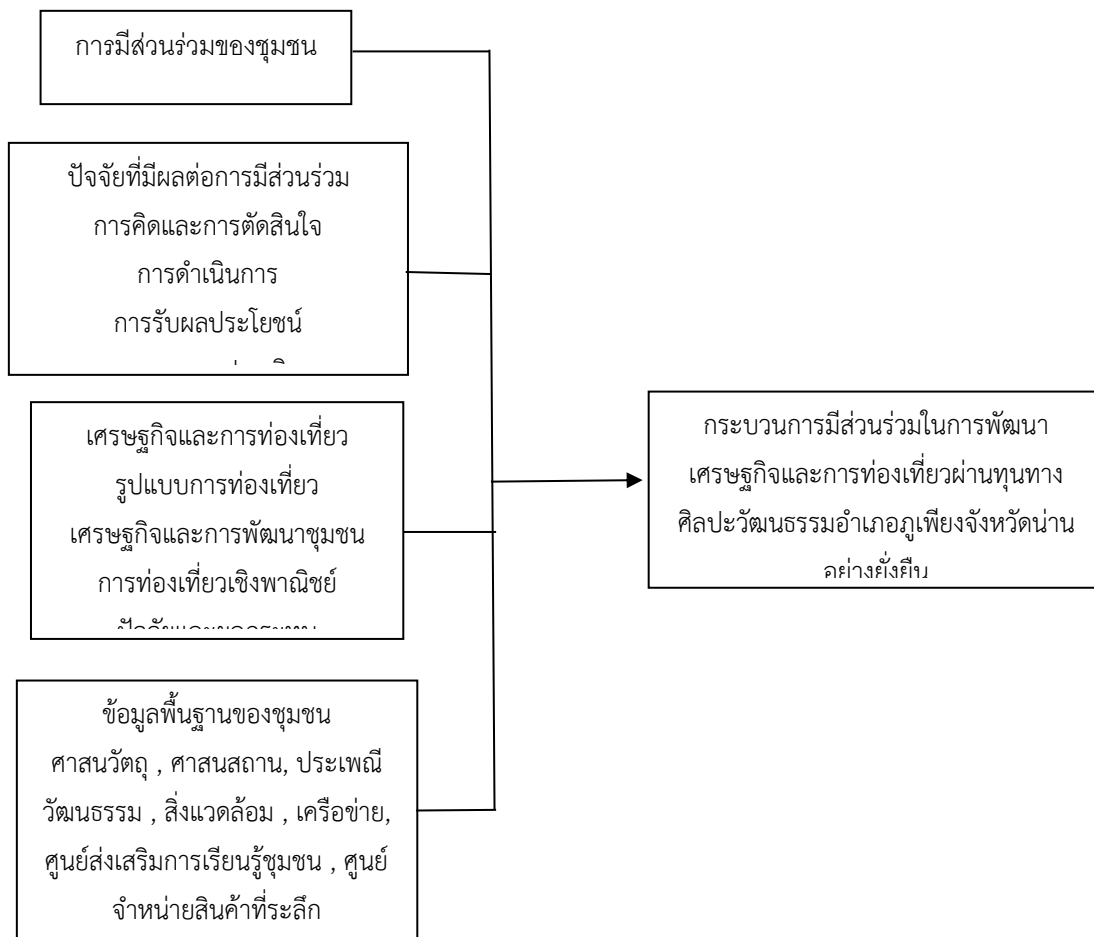 การมีส่วนร่วมของชุมชน
ปัจจัยที่มีผลต่อการมีส่วนร่วม
การคิดและการตัดสินใจ
การดำเนินการ
การรับผลประโยชน์
เศรษฐกิจและการท่องเที่ยว
รูปแบบการท่องเที่ยว
เศรษฐกิจและการพัฒนาชุมชน
การท่องเที่ยวเชิงพาณิชย์
กระบวนการมีส่วนร่วมในการพัฒนา
เศรษฐกิจและการท่องเที่ยวผ่านทุนทาง
ศิลปะวัฒนธรรมอำเภอภูเพียงจังหวัดน่าน
อย่างยั่งยืน
ข้อมูลพื้นฐานของชุมชน
ศาสนวัตถุ , ศาสนสถาน, ประเพณี
วัฒนธรรม , สิ่งแวดล้อม , เครือข่าย,
ศูนย์ส่งเสริมการเรียนรู้ชุมชน , ศูนย์
จำหน่ายสินค้าที่ระลึก